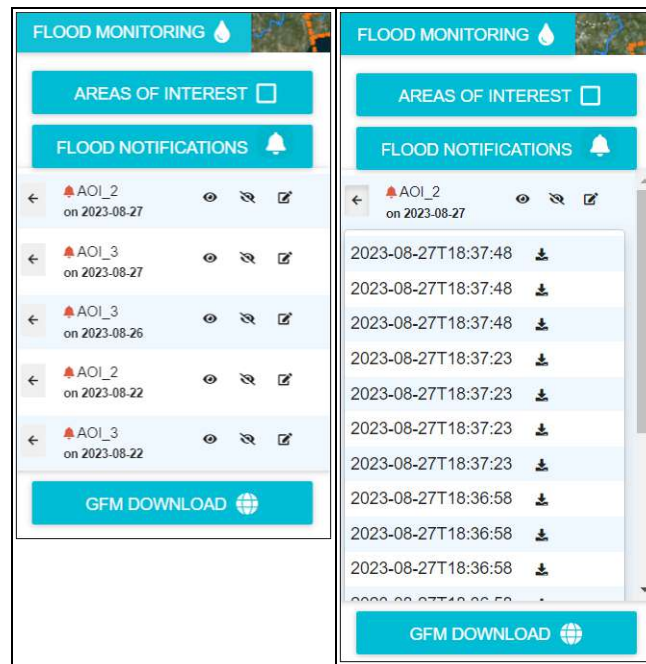 FLOOD MONITORING
AREAS OF INTEREST
FLOOD NOTIFICATIONS
AOI_2
on 2023-08-27
AOI_3
on 2023-08-27
AOI_3
on 2023-08-26
AOI_2
on 2023-08-22
AOI_3
on 2023-08-22
GFM DOWNLOAD
FLOOD MONITORING
AREAS OF INTEREST
FLOOD NOTIFICATIONS
AOI_2
on 2023-08-27
2023-08-27T18:37:48
2023-08-27T18:37:48
2023-08-27T18:37:48
2023-08-27T18:37:23
2023-08-27T18:37:23
2023-08-27T18:37:23
2023-08-27T18:37:23
2023-08-27T18:36:58
2023-08-27T18:36:58
2023-08-27T18:36:58
GFM DOWNLOAD